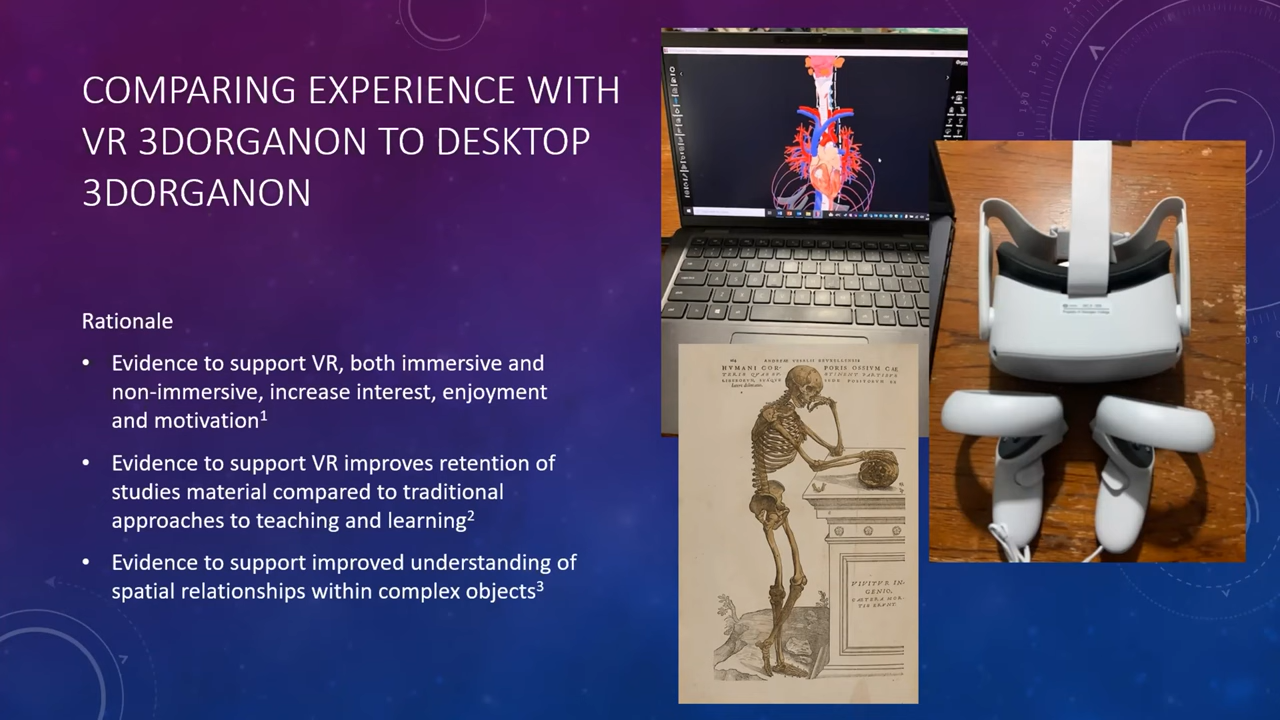 COMPARING EXPERIENCE WITH
VR 3DORGANON TO DESKTOP
3DORGANON
Rationale
• Evidence to support VR, both immersive and
non-immersive, increase interest, enjoyment
and motivation1
• Evidence to support VR improves retention of
studies material compared to traditional
approaches to teaching and learning2
• Evidence to support improved understanding of
spatial relationships within complex objects3
HVMANI COR- PORIS OSSIVM CAE
VIVITVR IN-
GENIO,